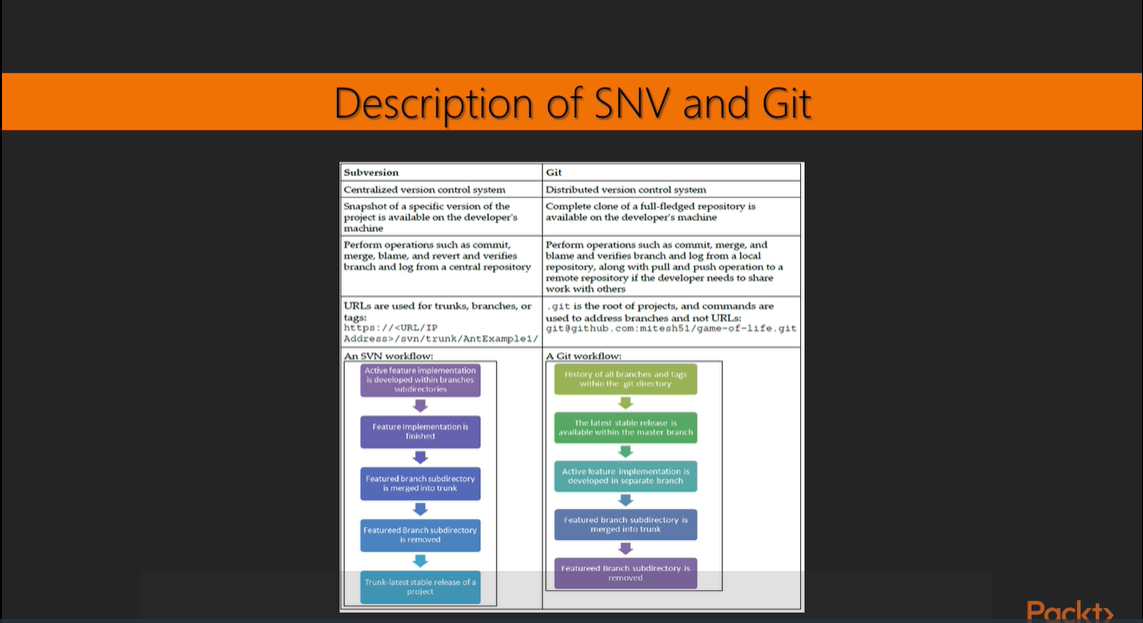 Description of SNV and Git
Subversion
Git
Centralized version control system
Distributed version control system
Snapshot of a specific version of the
project is available on the developer's
machine
Complete clone of a full-fledged repository is
available on the developer's machine
Perform operations such as commit,
merge, blame, and revert and verifies
branch and log from a central repository
Perform operations such as commit, merge, and
blame and verifies branch and log from a local
repository, along with pull and push operation to a
remote repository if the developer needs to share
work with others
URLs are used for trunks, branches, or
tags:
https://<URL/IP
Address>/svn/trunk/AntExample1/
.git is the root of projects, and commands are
used to address branches and not URLs:
git@github.com:mitesh51/game-of-life.git
An SVN workflow:
Active feature implementation
is developed within branches
subdirectories
Feature Implementation is
finished
Featured branch subdirectory
is merged into trunk
Featureed Branch subdirectory
is removed
Trunk-latest stable release of a
project
A Git workflow:
History of all branches and tags
within the .git directory
The latest stable release is
available within the master branch
Active feature implementation is
developed in separate branch
Featured branch subdirectory is
merged into trunk
Featureed Branch subdirectory is
removed
Packt>